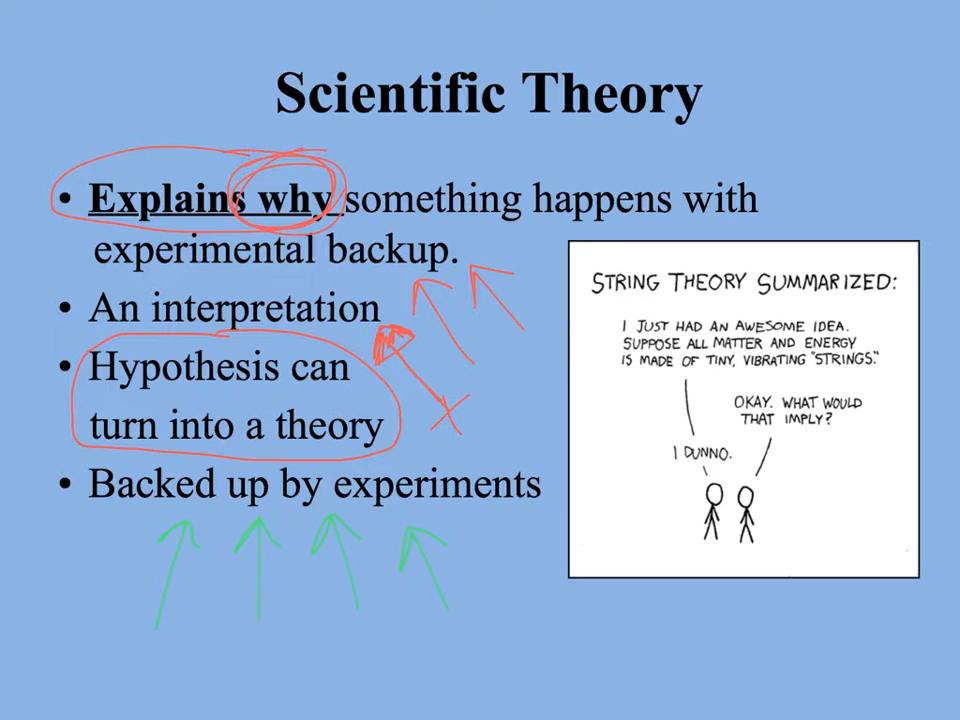 Scientific Theory
• Explains why something happens with
experimental backup.
• An interpretation
• Hypothesis can
turn into a theory
• Backed up by experiments
STRING THEORY SUMMARIZED:
I JUST HAD AN AWESOME IDEA.
SUPPOSE ALL MATTER AND ENERGY
IS MADE OF TINY, VIBRATING "STRINGS."
OKAY. WHAT WOULD
THAT IMPLY?
I DUNNO.